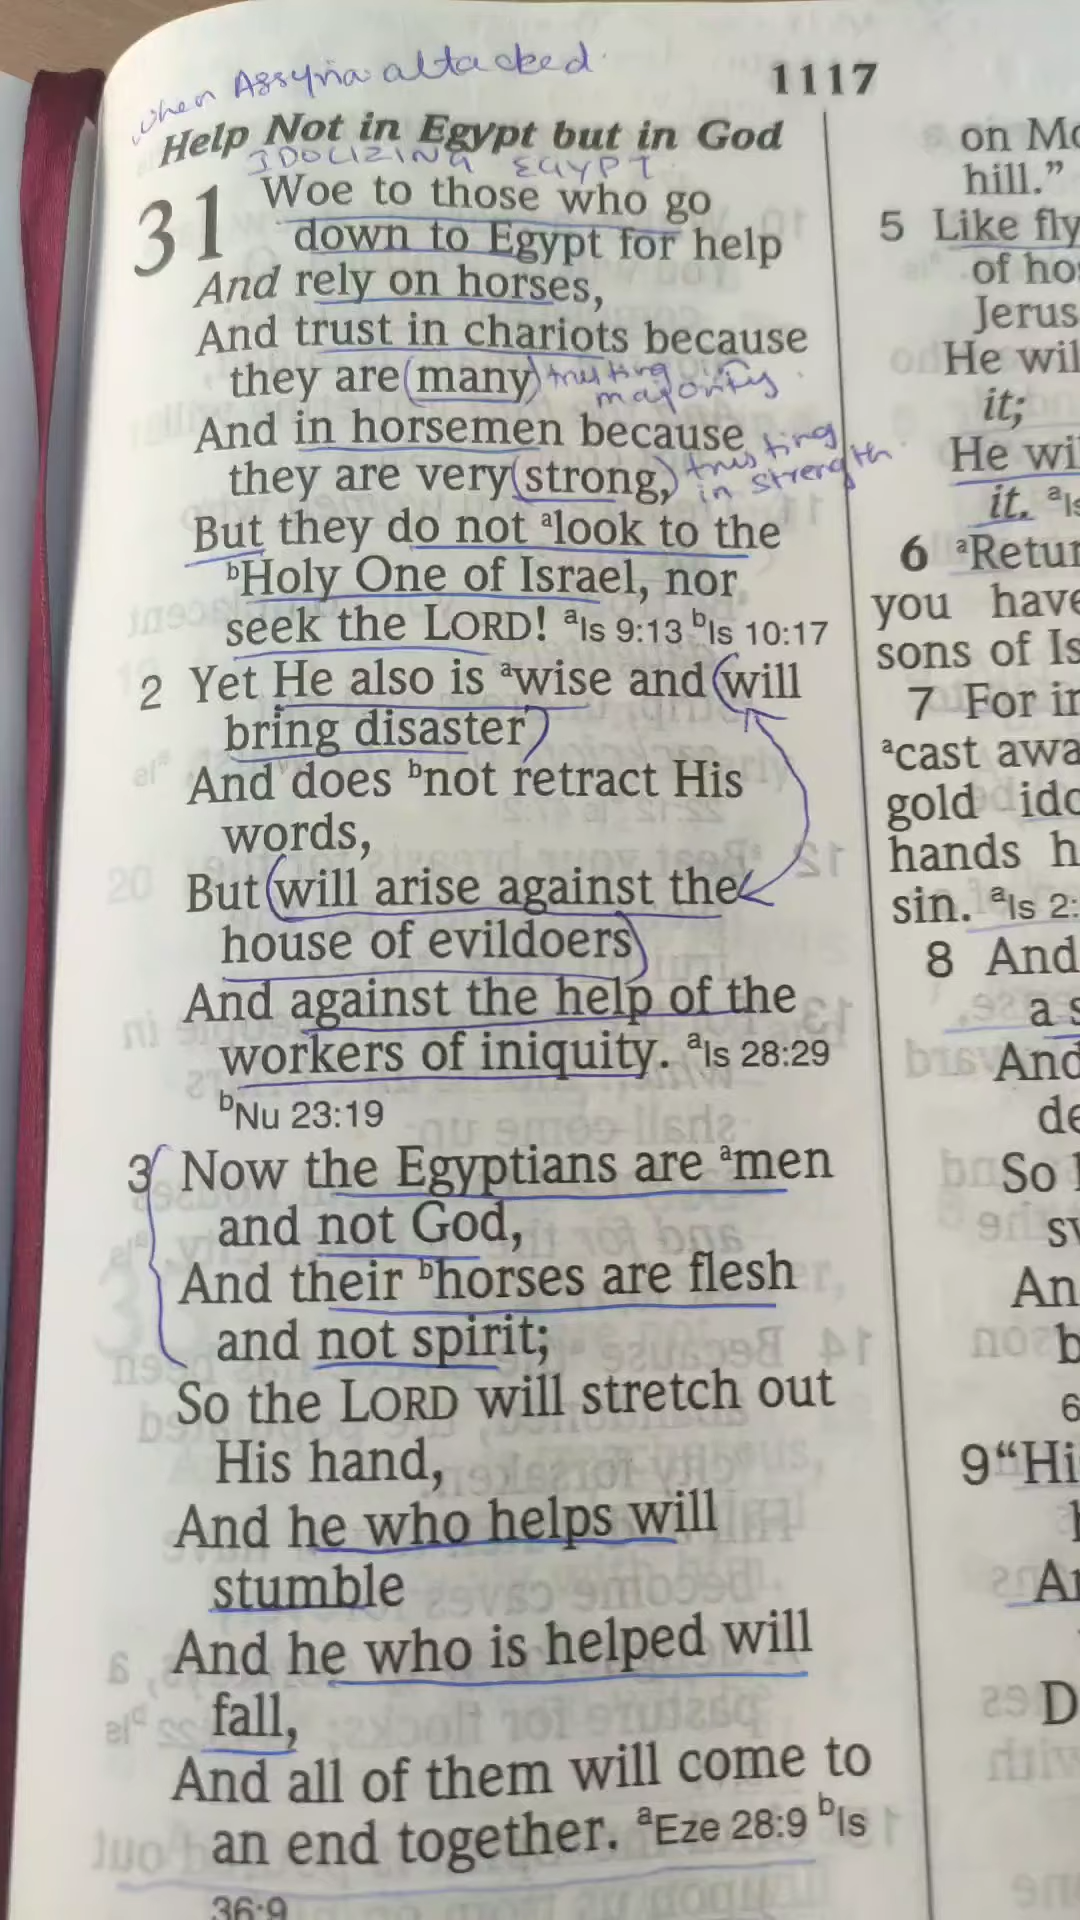 when Assyria attacked.
1117
Help Not in Egypt but in God
IDOLIZING EGYPT
31 Woe to those who go
down to Egypt for help
And rely on horses,
And trust in chariots because
they are (many) trusting in
majority.
And in horsemen because
they are very (strong,) trusting
in strength.
But they do not ᵃlook to the
ᵇHoly One of Israel, nor
seek the LORD! ᵃIs 9:13 ᵇIs 10:17
2 Yet He also is ᵃwise and (will
bring disaster)
And does ᵇnot retract His
words,
But (will arise against the
house of evildoers)
And against the help of the
workers of iniquity. ᵃIs 28:29
ᵇNu 23:19
3 Now the Egyptians are ᵃmen
and not God,
And their ᵇhorses are flesh
and not spirit;
So the LORD will stretch out
His hand,
And he who helps will
stumble
And he who is helped will
fall,
And all of them will come to
an end together. ᵃEze 28:9 ᵇIs
36:9
on Mo
hill.”
5 Like fly
of ho
Jerus
He wil
it;
He wi
it. ᵃIs
6 ᵃRetur
you have
sons of Is
7 For in
ᵃcast awa
gold ido
hands h
sin. ᵃIs 2:
8 And
a s
And
de
So
sw
An
b
6
9 “Hi
An
D